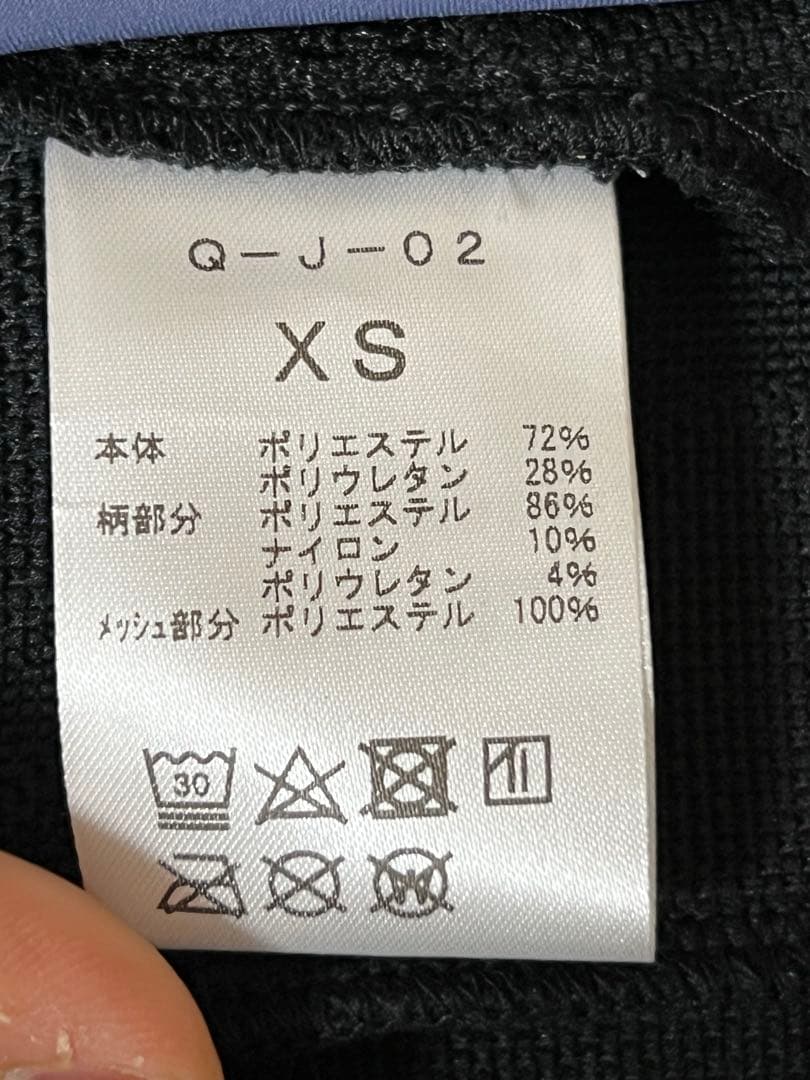 Q-J-02
XS
本体 ポリエステル 72%
ポリウレタン 28%
柄部分 ポリエステル 86%
ナイロン 10%
ポリウレタン 4%
メッシュ部分 ポリエステル 100%
30
W